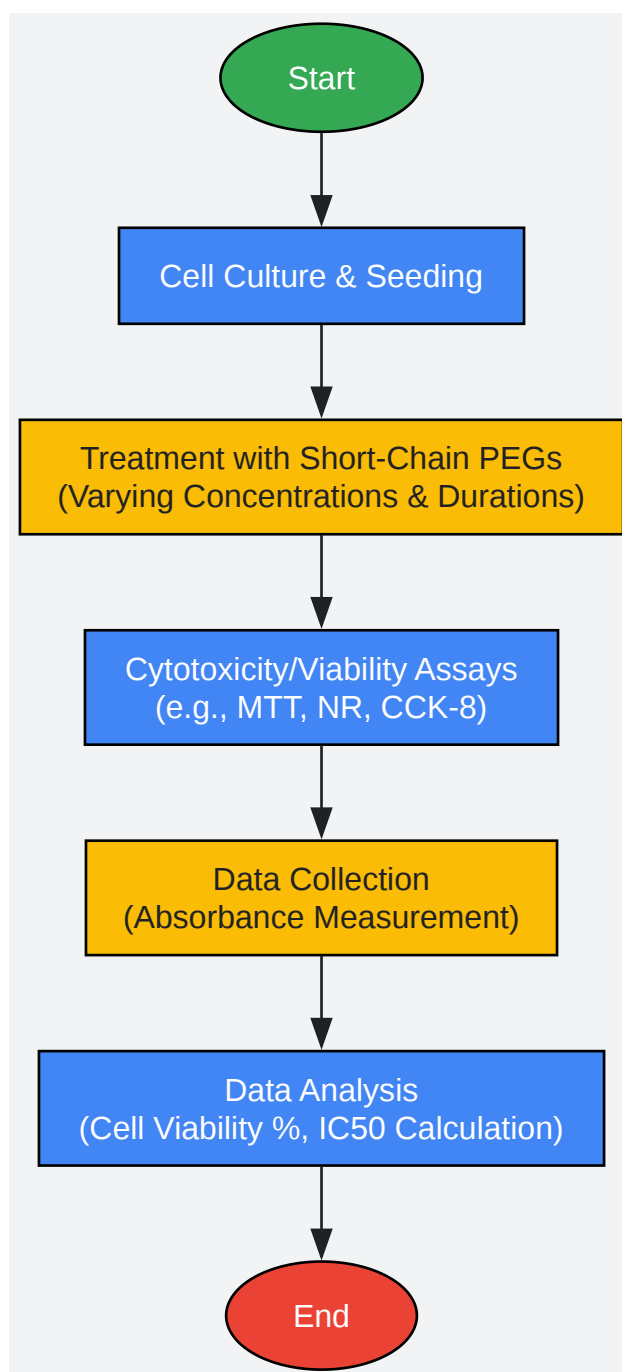 Start
Cell Culture & Seeding
Treatment with Short-Chain PEGs
(Varying Concentrations & Durations)
Cytotoxicity/Viability Assays
(e.g., MTT, NR, CCK-8)
Data Collection
(Absorbance Measurement)
Data Analysis
(Cell Viability %, IC50 Calculation)
End